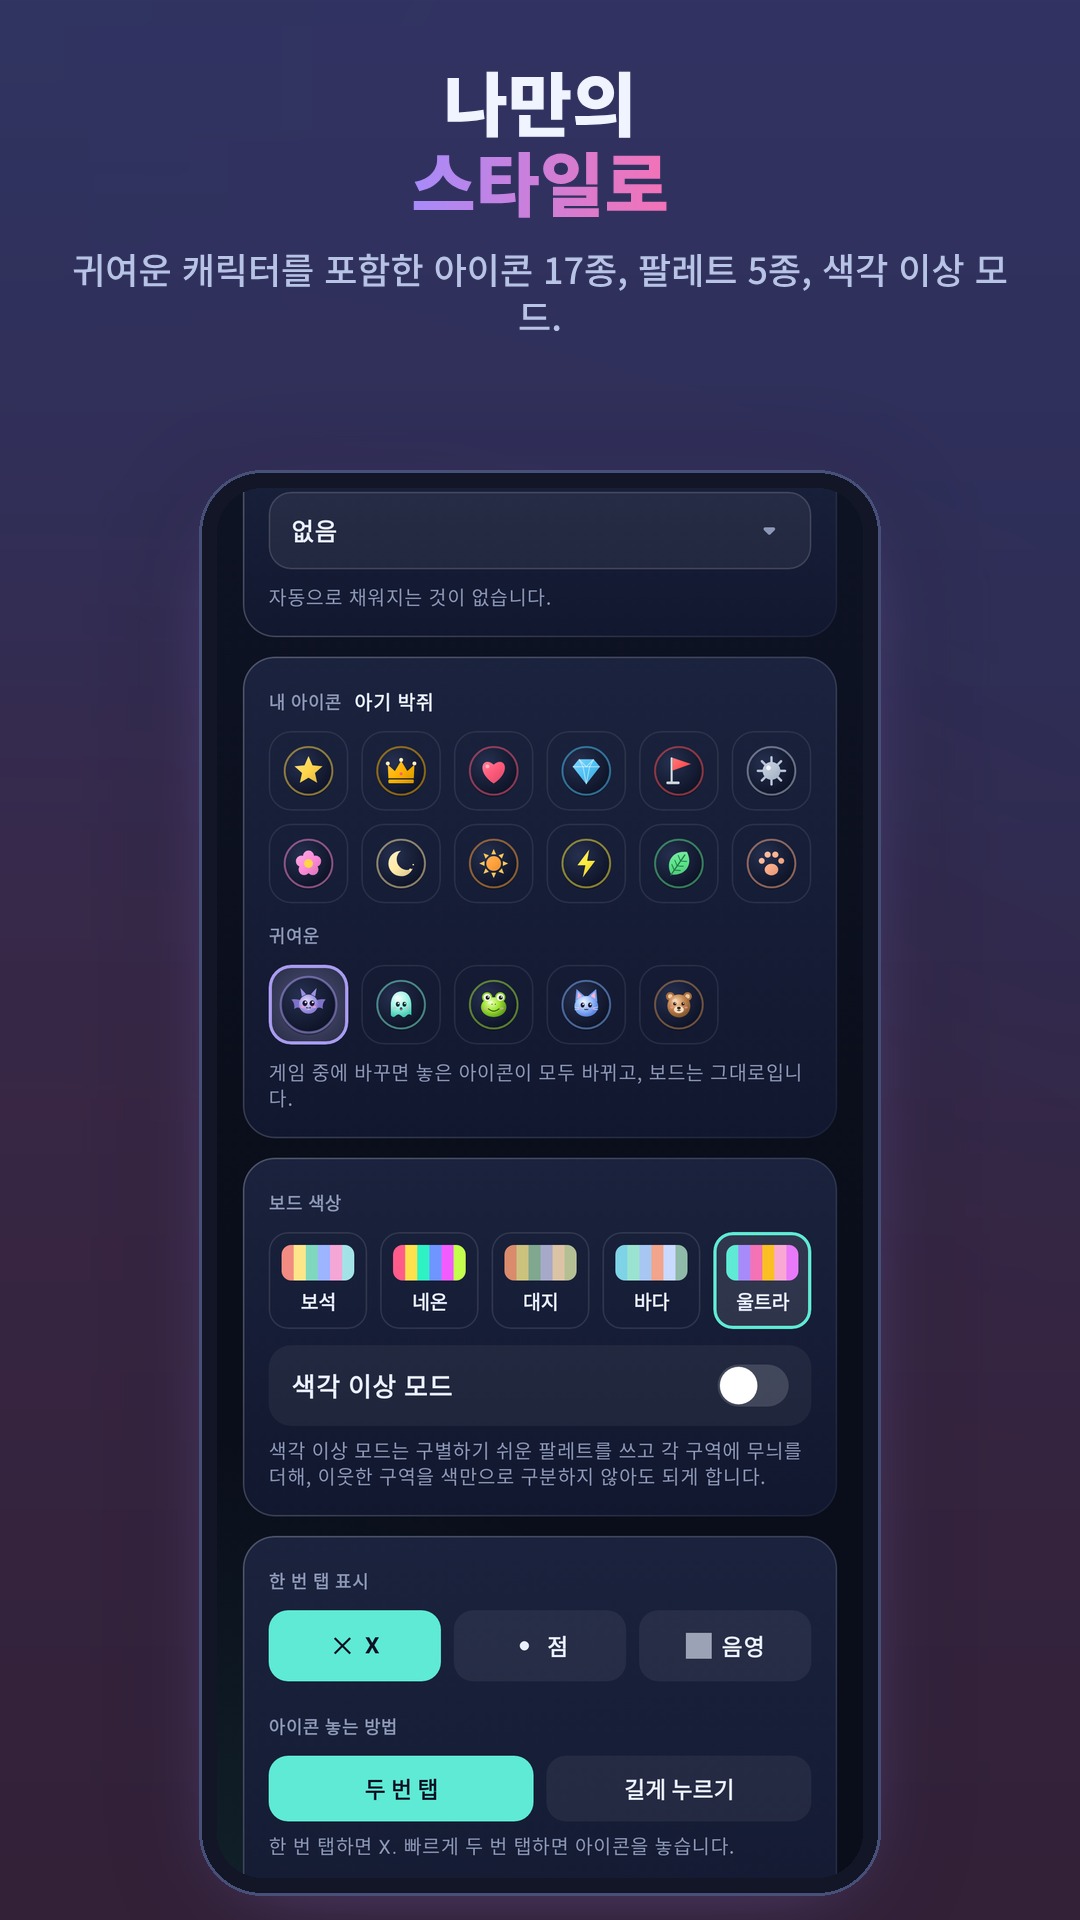 나만의
스타일로
귀여운 캐릭터를 포함한 아이콘 17종, 팔레트 5종, 색각 이상 모
드.
없음
자동으로 채워지는 것이 없습니다.
내 아이콘 아기 박쥐
귀여운
게임 중에 바꾸면 놓은 아이콘이 모두 바뀌고, 보드는 그대로입니
다.
보드 색상
보석 네온 대지 바다 울트라
색각 이상 모드
색각 이상 모드는 구별하기 쉬운 팔레트를 쓰고 각 구역에 무늬를
더해, 이웃한 구역을 색만으로 구분하지 않아도 되게 합니다.
한 번 탭 표시
X 점 음영
아이콘 놓는 방법
두 번 탭 길게 누르기
한 번 탭하면 X. 빠르게 두 번 탭하면 아이콘을 놓습니다.